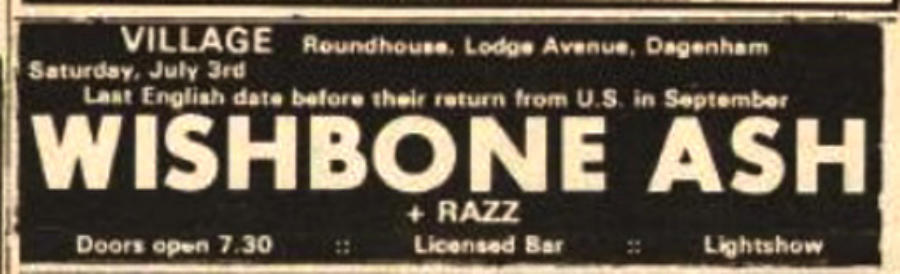 VILLAGE Roundhouse, Lodge Avenue, Dagenham
Saturday, July 3rd
Last English date before their return from U.S. in September
WISHBONE ASH
+ RAZZ
Doors open 7.30 :: Licensed Bar :: Lightshow